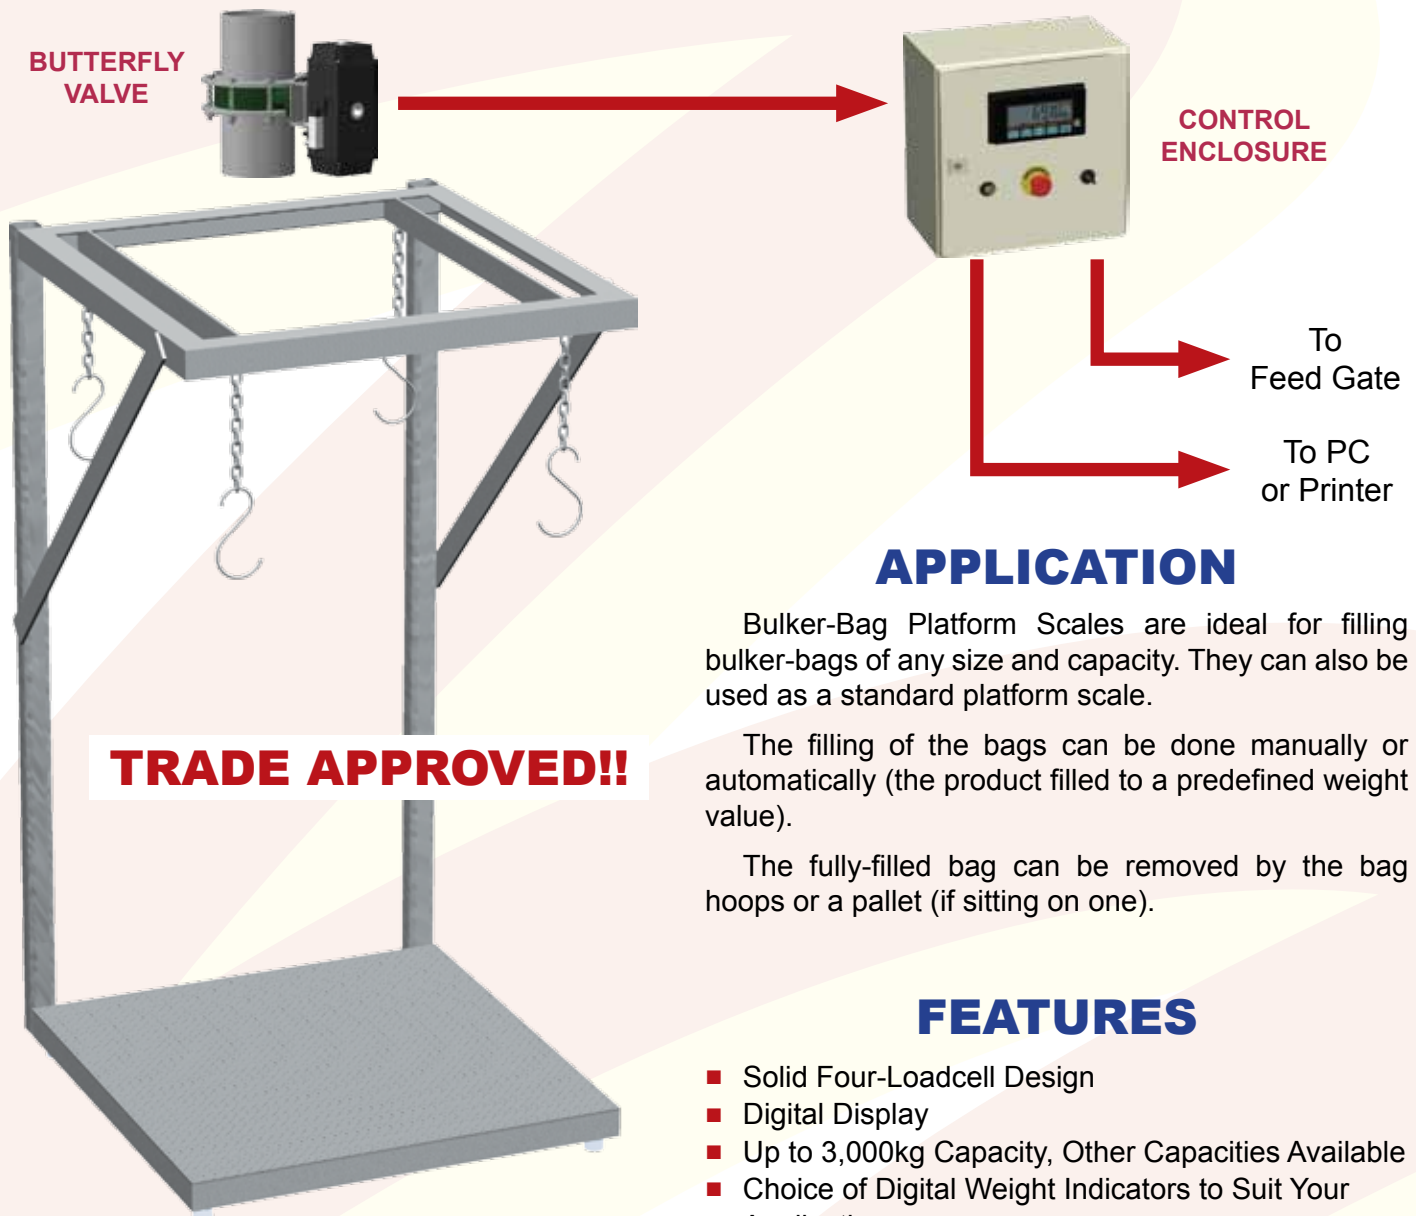 BUTTERFLY
VALVE
CONTROL
ENCLOSURE
To
Feed Gate
To PC
or Printer
APPLICATION
Bulker-Bag Platform Scales are ideal for filling
bulker-bags of any size and capacity. They can also be
used as a standard platform scale.
The filling of the bags can be done manually or
automatically (the product filled to a predefined weight
value).
The fully-filled bag can be removed by the bag
hoops or a pallet (if sitting on one).
TRADE APPROVED!!
FEATURES
■ Solid Four-Loadcell Design
■ Digital Display
■ Up to 3,000kg Capacity, Other Capacities Available
■ Choice of Digital Weight Indicators to Suit Your